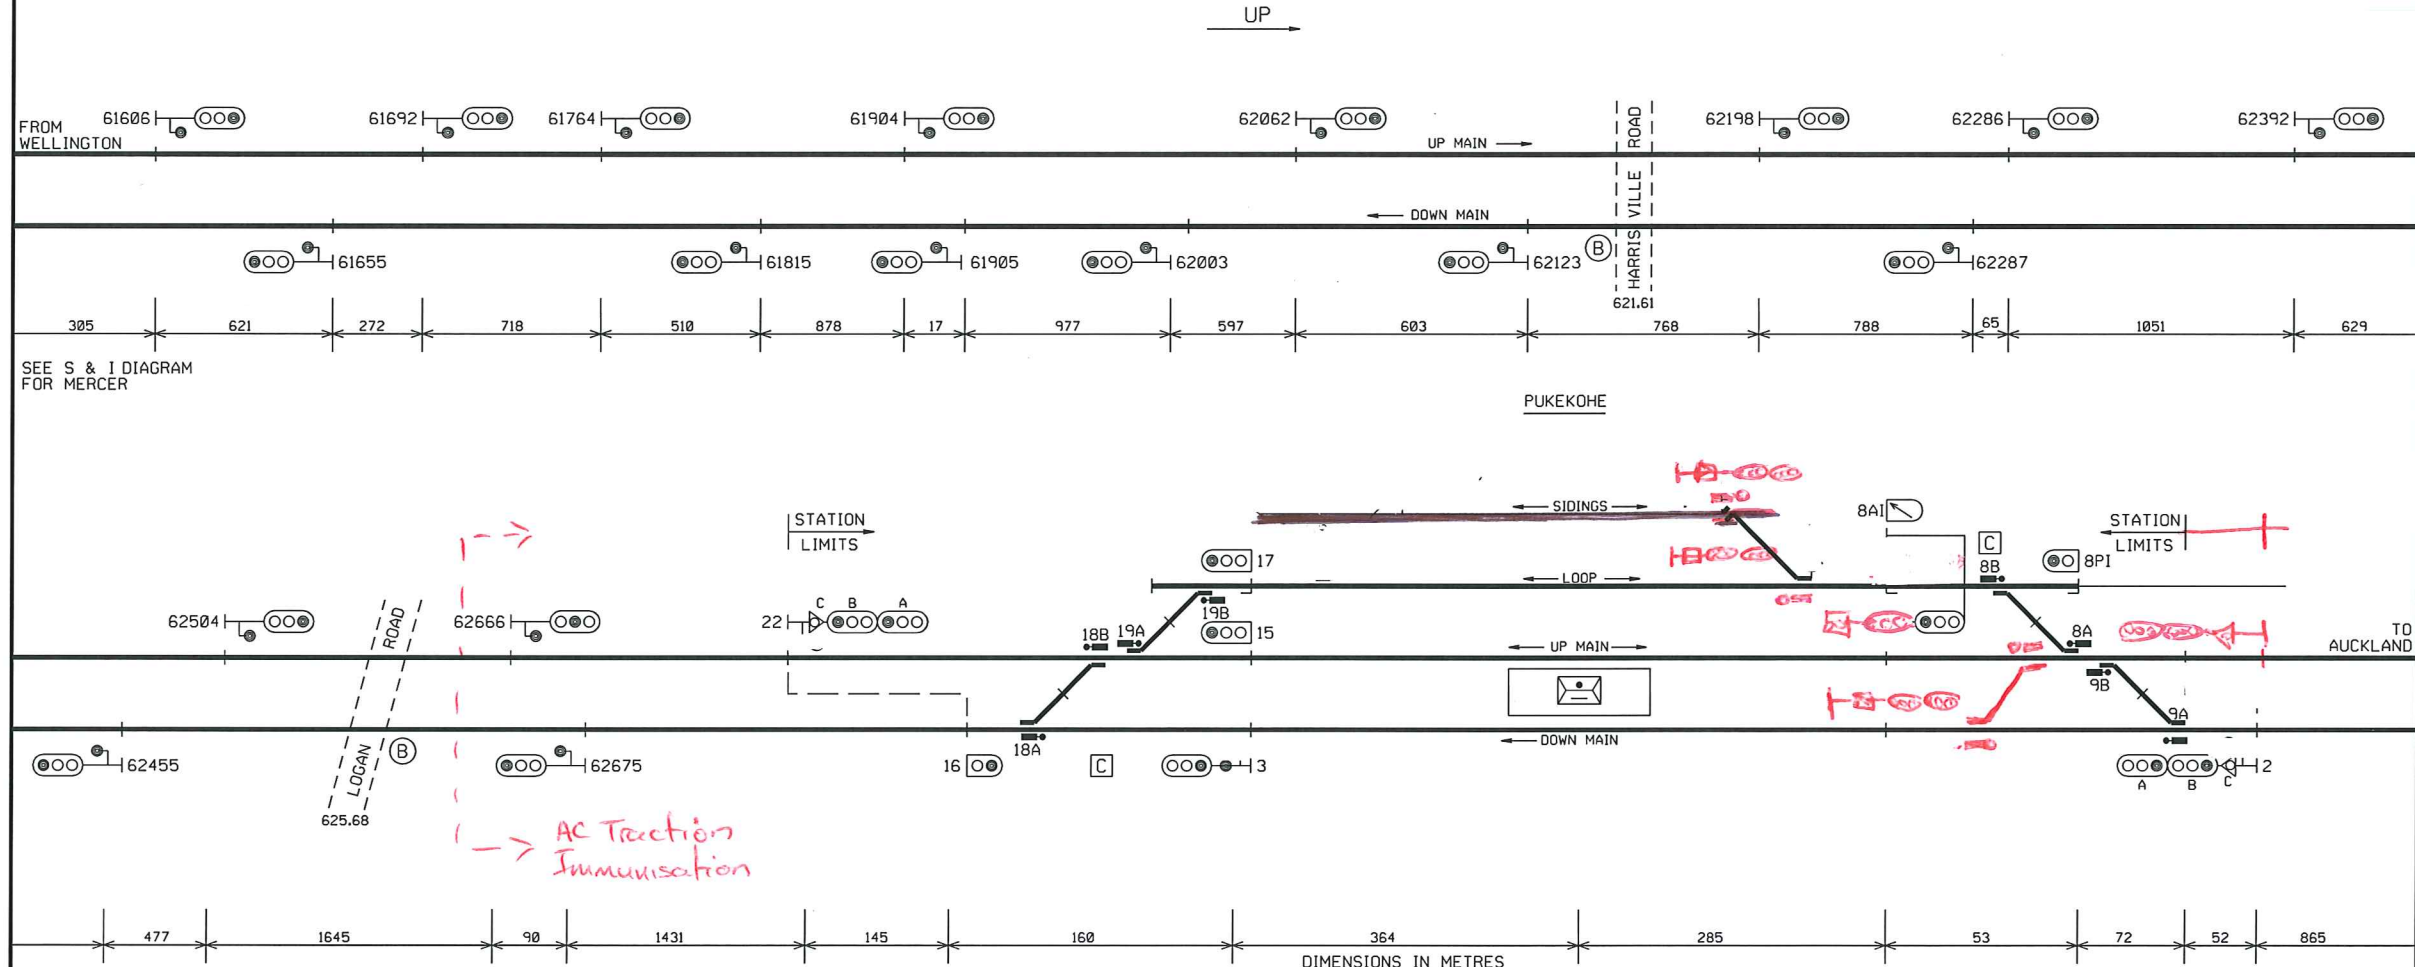 UP
61606
61692
61764
61904
62062
62198
62286
62392
FROM
WELLINGTON
UP MAIN
HARRIS VILLE ROAD
DOWN MAIN
B
61655
61815
61905
62003
62123
62287
621.61
305 621 272 718 510 878 17 977 597 603 768 788 65 1051 629
SEE S & I DIAGRAM
FOR MERCER
PUKEKOHE
STATION
LIMITS
SIDINGS
8AI
C
STATION
LIMITS
17
LOOP
8B
8PI
62504
62666
22
C B A
19B
15
18B
19A
UP MAIN
8A
TO
AUCKLAND
9B
9A
LOGAN ROAD
B
62455
62675
16
18A
C
3
DOWN MAIN
A B C
2
625.68
AC Traction
Immunisation
477 1645 90 1431 145 160 364 285 53 72 52 865
DIMENSIONS IN METRES